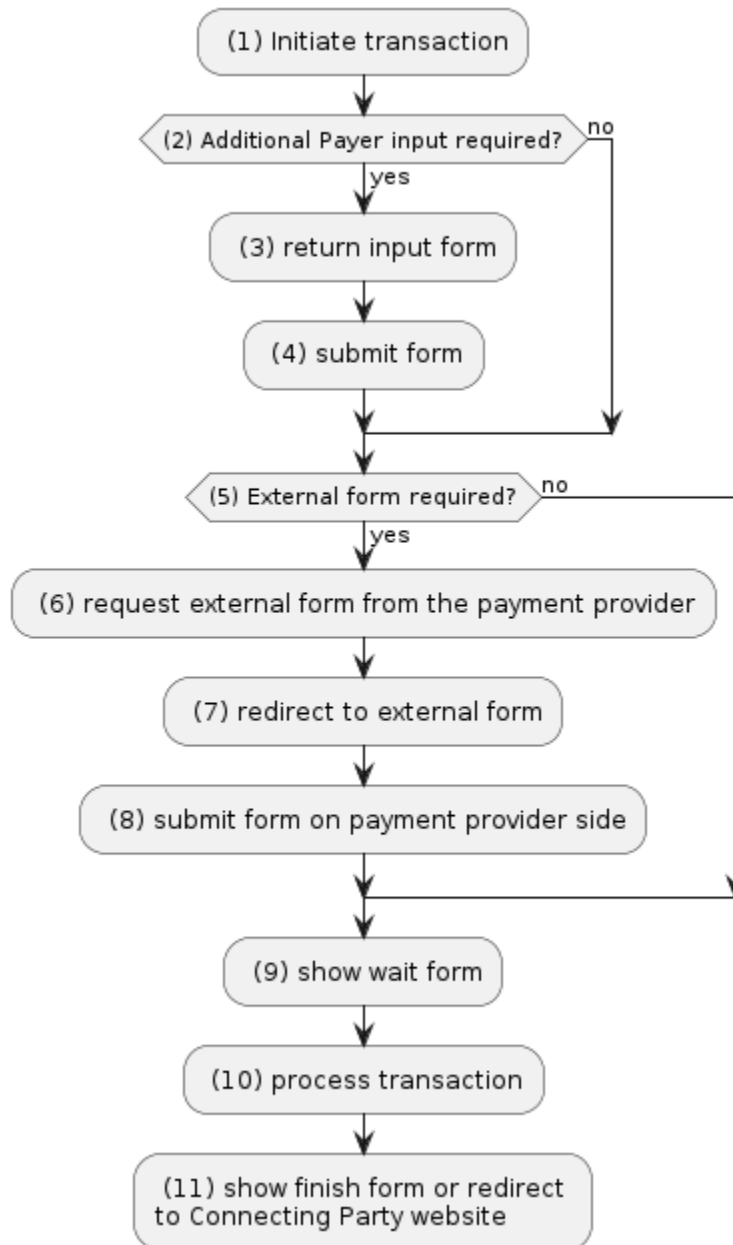 (1) Initiate transaction
(2) Additional Payer input required?
no
yes
(3) return input form
(4) submit form
(5) External form required?
no
yes
(6) request external form from the payment provider
(7) redirect to external form
(8) submit form on payment provider side
(9) show wait form
(10) process transaction
(11) show finish form or redirect
to Connecting Party website